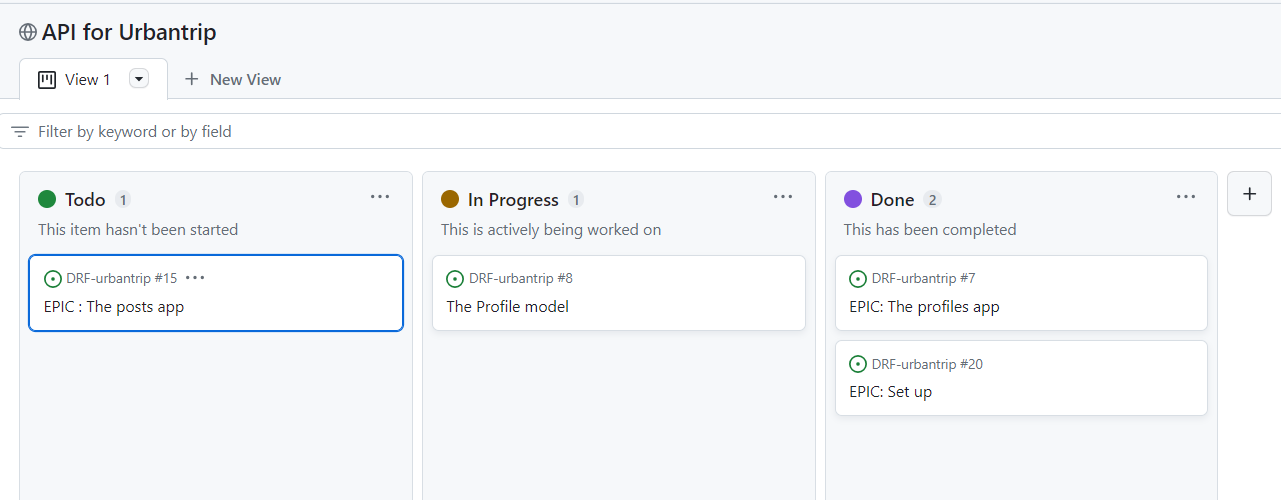 API for Urbantrip
View 1
New View
Filter by keyword or by field
Todo 1
This item hasn't been started
DRF-urbantrip #15
EPIC : The posts app
In Progress 1
This is actively being worked on
DRF-urbantrip #8
The Profile model
Done 2
This has been completed
DRF-urbantrip #7
EPIC: The profiles app
DRF-urbantrip #20
EPIC: Set up